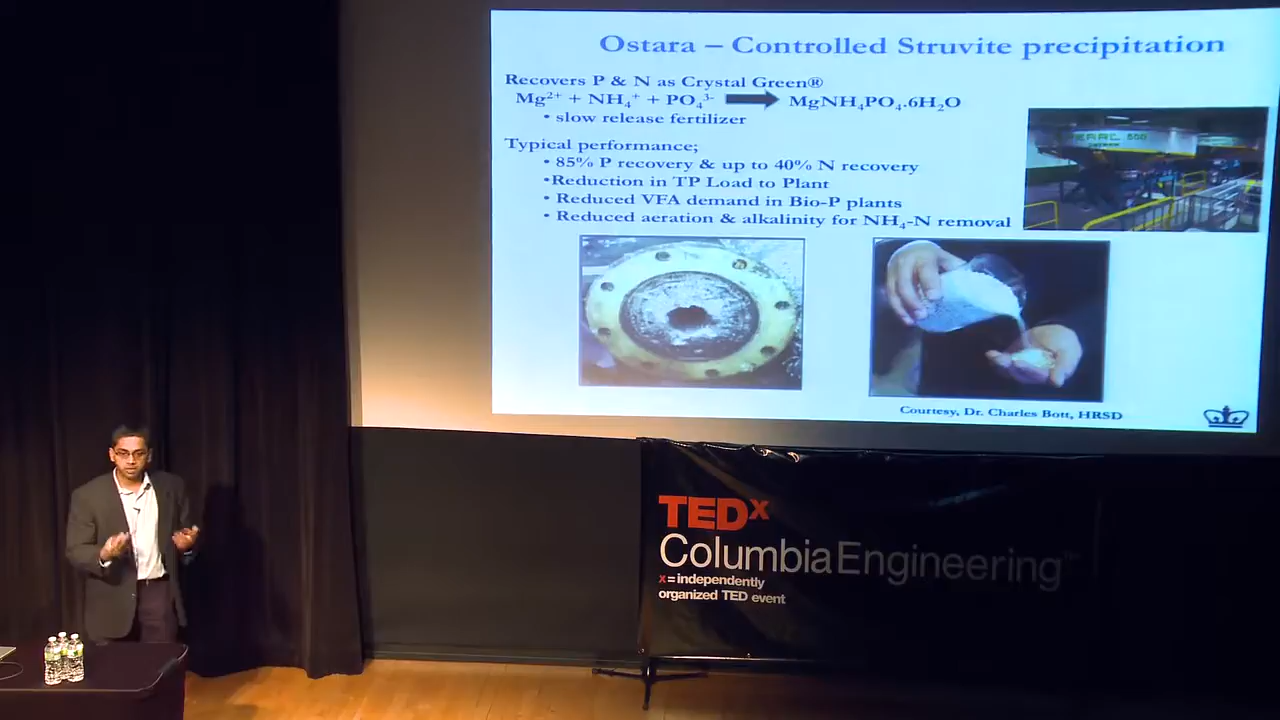 Ostara – Controlled Struvite precipitation
Recovers P & N as Crystal Green®
Mg²⁺ + NH₄⁺ + PO₄³⁻ ➡ MgNH₄PO₄.6H₂O
• slow release fertilizer
Typical performance;
• 85% P recovery & up to 40% N recovery
•Reduction in TP Load to Plant
• Reduced VFA demand in Bio-P plants
• Reduced aeration & alkalinity for NH₄-N removal
PEARL 500
Courtesy, Dr. Charles Bott, HRSD
TEDx
ColumbiaEngineering
x = independently
organized TED event